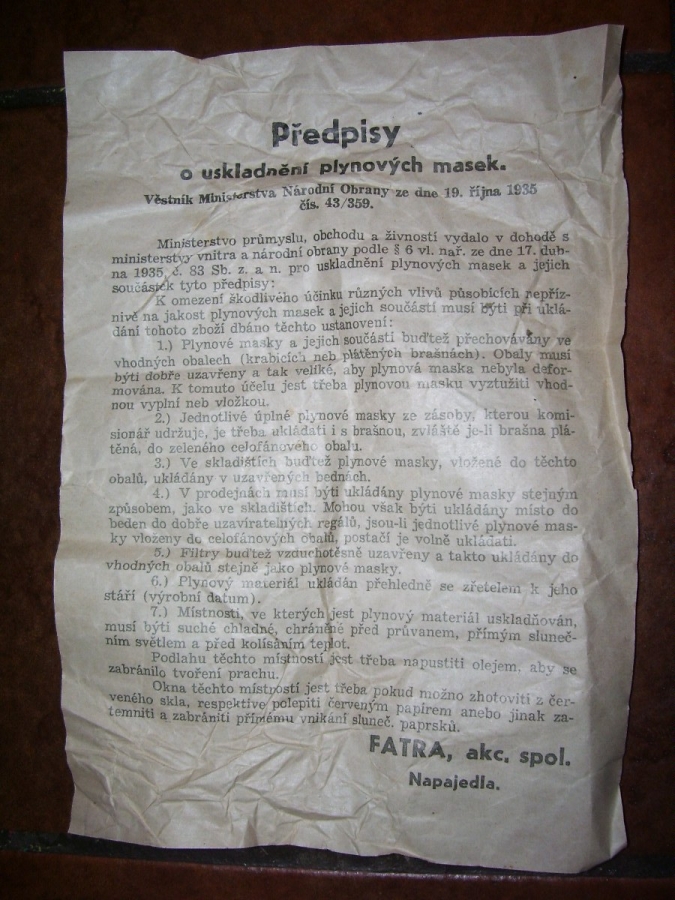 Předpisy
o uskladnění plynových masek.
Věstník Ministerstva Národní Obrany ze dne 19. října 1935
čís. 43/359.
Ministerstvo průmyslu, obchodu a živností vydalo v dohodě s
ministerstvy vnitra a národní obrany podle § 6 vl. nař. ze dne 17. dub-
na 1935, č. 83 Sb. z. a n. pro uskladnění plynových masek a jejich
součástek tyto předpisy:
K omezení škodlivého účinku různých vlivů působících nepříz-
nivě na jakost plynových masek a jejich součástí musí býti při uklá-
dání tohoto zboží dbáno těchto ustanovení:
1.) Plynové masky a jejich součásti buďtež přechovávány ve
vhodných obalech (krabicích neb plátěných brašnách). Obaly musí
býti dobře uzavřeny a tak veliké, aby plynová maska nebyla defor-
mována. K tomuto účelu jest třeba plynovou masku vyztužiti vhod-
nou vyplní neb vložkou.
2.) Jednotlivé úplné plynové masky ze zásoby, kterou komi-
sionář udržuje, je třeba ukládati i s brašnou, zvláště je-li brašna plá-
těná, do zeleného celofánového obalu.
3.) Ve skladištích buďtež plynové masky, vložené do těchto
obalů, ukládány v uzavřených bednách.
4.) V prodejnách musí býti ukládány plynové masky stejným
způsobem, jako ve skladištích. Mohou však býti ukládány místo do
beden do dobře uzavíratelných regálů, jsou-li jednotlivé plynové mas-
ky vloženy do celofánových obalů, postačí je volně ukládati.
5.) Filtry buďtež vzduchotěsně uzavřeny a takto ukládány do
vhodných obalů stejně jako plynové masky.
6.) Plynový materiál ukládán přehledně se zřetelem k jeho
stáří (výrobní datum).
7.) Místnosti, ve kterých jest plynový materiál uskladňován,
musí býti suché chladné, chráněné před průvanem, přímým sluneč-
ním světlem a před kolísáním teplot.
Podlahu těchto místností jest třeba napustiti olejem, aby se
zabránilo tvoření prachu.
Okna těchto místností jest třeba pokud možno zhotoviti z čer-
veného skla, respektive polepiti červeným papírem anebo jinak za-
temniti a zabrániti přímému vnikání sluneč. paprsků.
FATRA, akc. spol.
Napajedla.